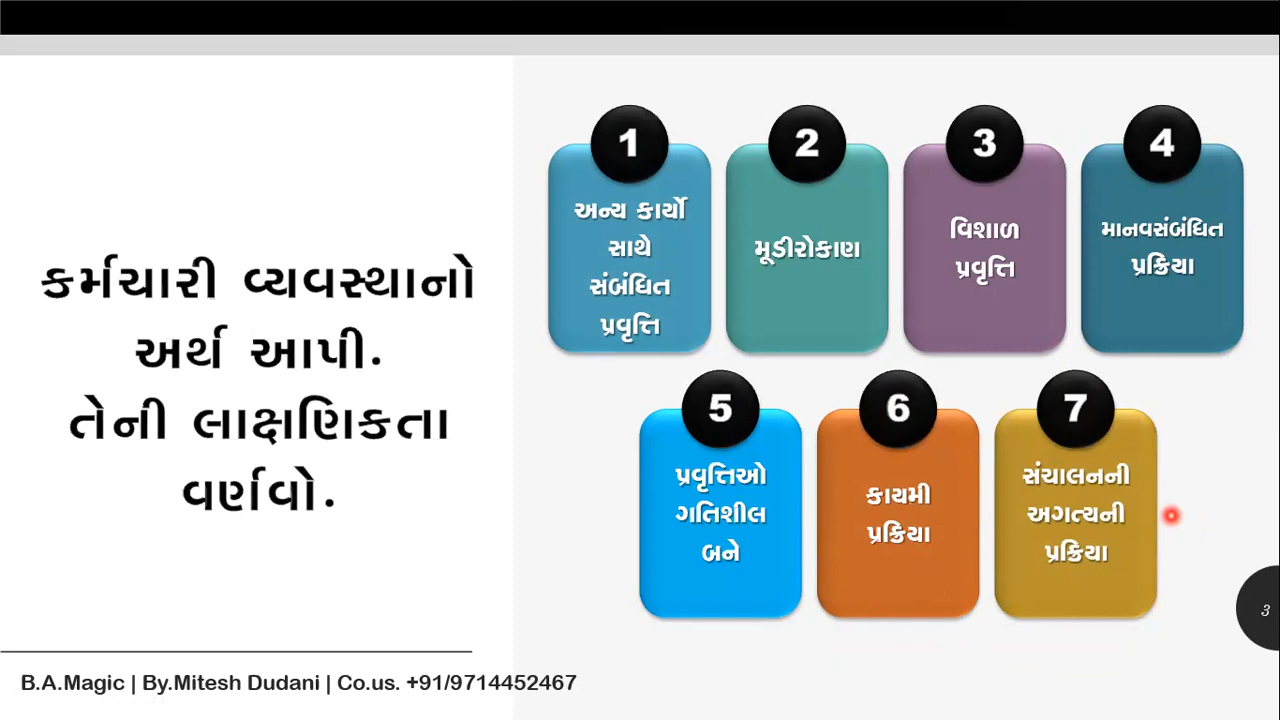 કર્મચારી વ્યવસ્થાનો
અર્થ આપી.
તેની લાક્ષણિકતા
વર્ણવો.
1
અન્ય કાર્યો
સાથે
સંબંધિત
પ્રવૃત્તિ
2
મૂડીરોકાણ
3
વિશાળ
પ્રવૃત્તિ
4
માનવસંબંધિત
પ્રક્રિયા
5
પ્રવૃત્તિઓ
ગતિશીલ
બને
6
કાયમી
પ્રક્રિયા
7
સંચાલનની
અગત્યની
પ્રક્રિયા
3
B.A.Magic | By.Mitesh Dudani | Co.us. +91/9714452467